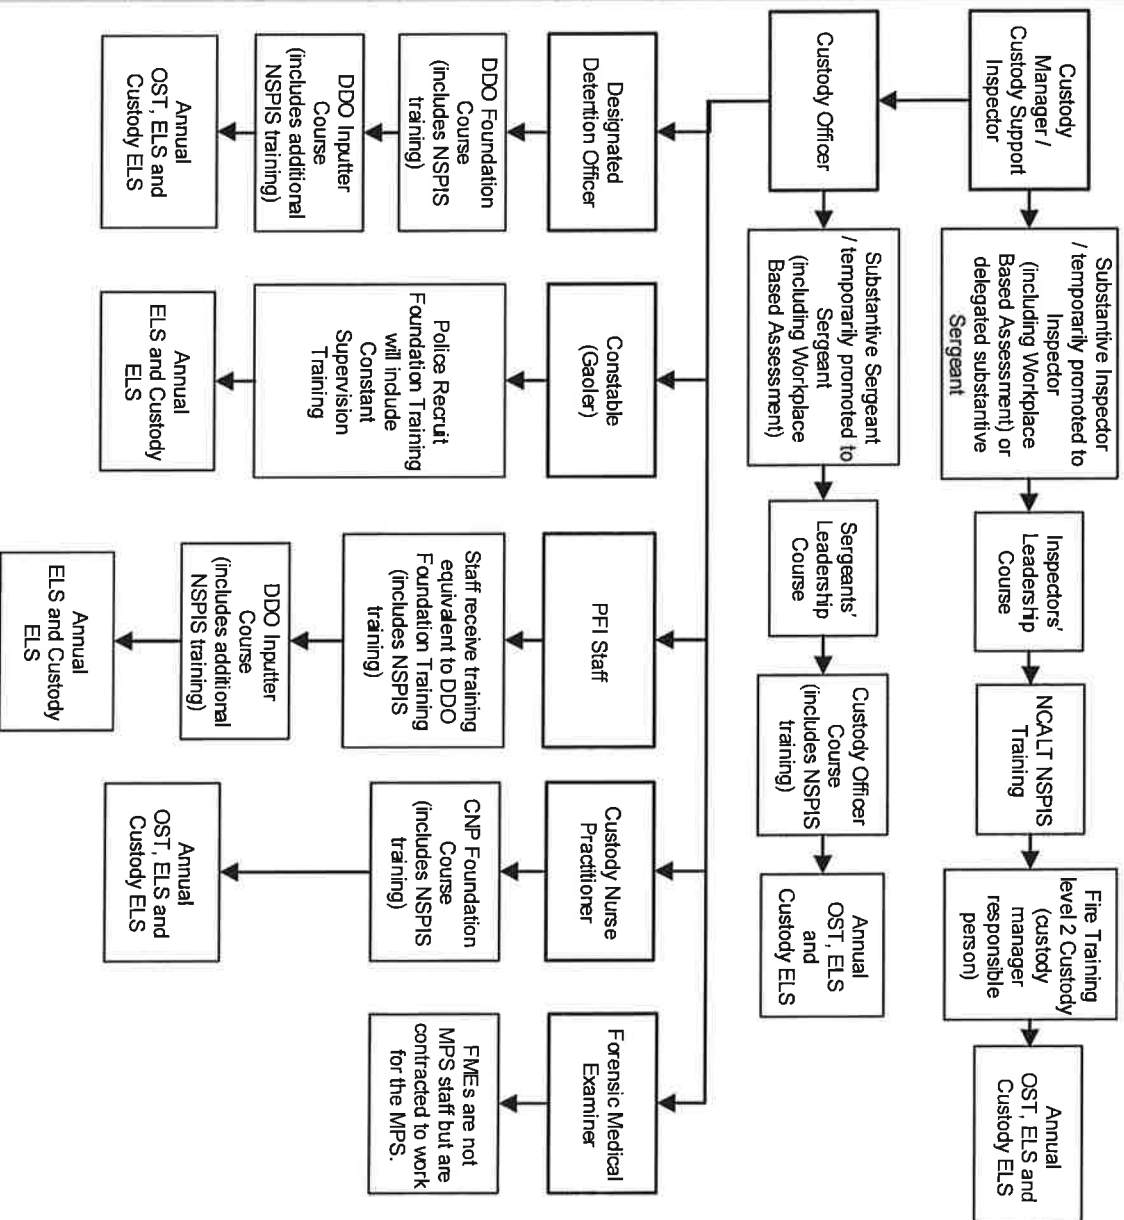 Custody
Manager /
Custody Support
Inspector
Substantive Inspector
/ temporarily promoted to
Inspector
(including Workplace
Based Assessment) or
delegated substantive
Sergeant
Inspectors'
Leadership
Course
NCALT NSPIS
Training
Fire Training
level 2 Custody
(custody
manager
responsible
person)
Annual
OST, ELS and
Custody ELS
Custody Officer
Substantive Sergeant
/ temporarily promoted to
Sergeant
(including Workplace
Based Assessment)
Sergeants'
Leadership
Course
Custody Officer
Course
(includes NSPIS
training)
Annual
OST, ELS
and
Custody ELS
Designated
Detention Officer
DDO Foundation
Course
(includes NSPIS
training)
DDO Inputter
Course
(includes additional
NSPIS training)
Annual
OST, ELS and
Custody ELS
Constable
(Gaoler)
Police Recruit
Foundation Training
will include
Constant
Supervision
Training
Annual
ELS and Custody
ELS
PFI Staff
Staff receive training
equivalent to DDO
Foundation Training
(includes NSPIS
training)
DDO Inputter
Course
(includes additional
NSPIS training)
Annual
ELS and Custody
ELS
Custody Nurse
Practitioner
CNP Foundation
Course
(includes NSPIS
training)
Annual
OST, ELS and
Custody ELS
Forensic Medical
Examiner
FMEs are not
MPS staff but are
contracted to work
for the MPS.